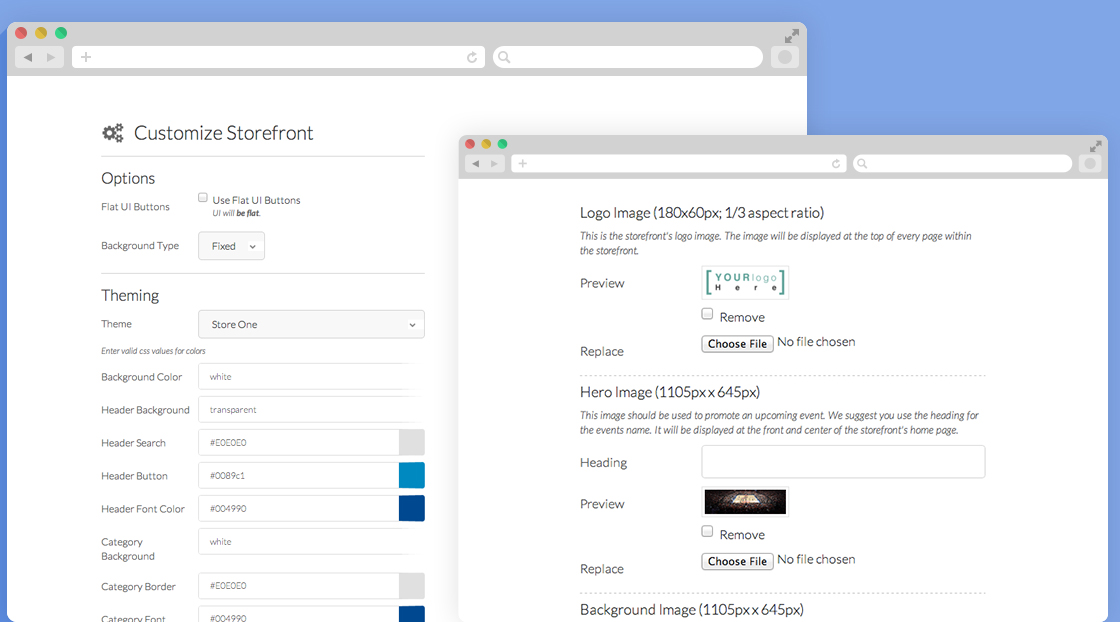 Customize Storefront
Options
Flat UI Buttons
Use Flat UI Buttons
UI will be flat.
Background Type
Fixed
Theming
Theme
Store One
Enter valid css values for colors
Background Color
white
Header Background
transparent
Header Search
#E0E0E0
Header Button
#0089c1
Header Font Color
#004990
Category
Background
white
Category Border
#E0E0E0
Category Font
#004990
Logo Image (180x60px; 1/3 aspect ratio)
This is the storefront's logo image. The image will be displayed at the top of every page within
the storefront.
Preview
[YOURlogo
Here]
Remove
Replace
Choose File No file chosen
Hero Image (1105px x 645px)
This image should be used to promote an upcoming event. We suggest you use the heading for
the events name. It will be displayed at the front and center of the storefront's home page.
Heading
Preview
Remove
Replace
Choose File No file chosen
Background Image (1105px x 645px)